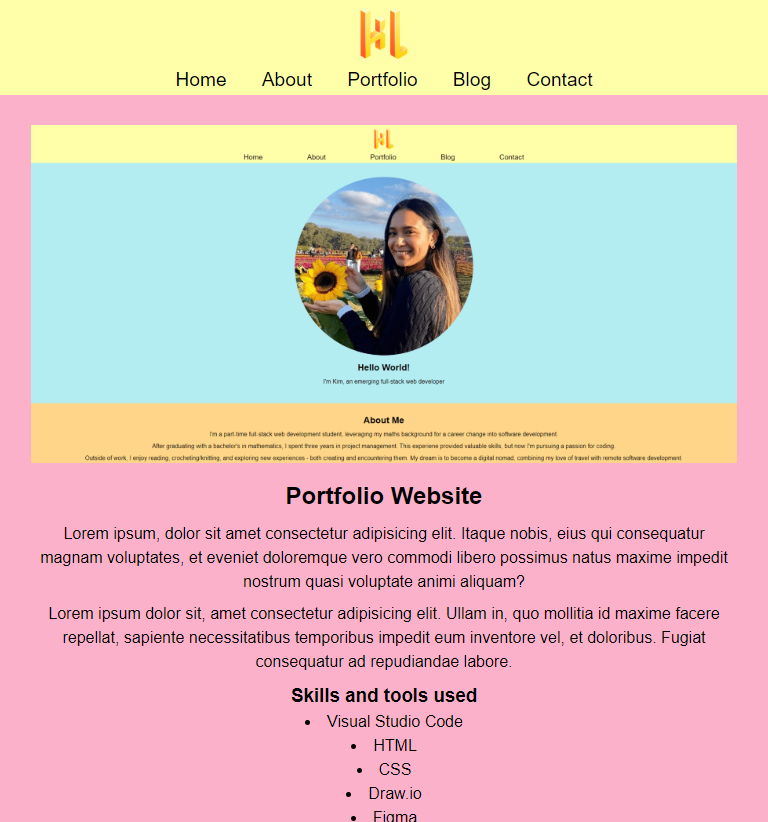 Home About Portfolio Blog Contact
Home About Portfolio Blog Contact
Hello World!
I'm Kim, an emerging full-stack web developer
About Me
I'm a part-time full-stack web development student, leveraging my maths background for a career change into software development.
After graduating with a bachelor's in mathematics, I spent three years in project management. This experiene provided valuable skills, but now I'm pursuing a passion for coding.
Outside of work, I enjoy reading, crocheting/knitting, and exploring new experiences - both creating and encountering them. My dream is to become a digital nomad, combining my love of travel with remote software development.
Portfolio Website
Lorem ipsum, dolor sit amet consectetur adipisicing elit. Itaque nobis, eius qui consequatur
magnam voluptates, et eveniet doloremque vero commodi libero possimus natus maxime impedit
nostrum quasi voluptate animi aliquam?
Lorem ipsum dolor sit, amet consectetur adipisicing elit. Ullam in, quo mollitia id maxime facere
repellat, sapiente necessitatibus temporibus impedit eum inventore vel, et doloribus. Fugiat
consequatur ad repudiandae labore.
Skills and tools used
• Visual Studio Code
• HTML
• CSS
• Draw.io
• Figma